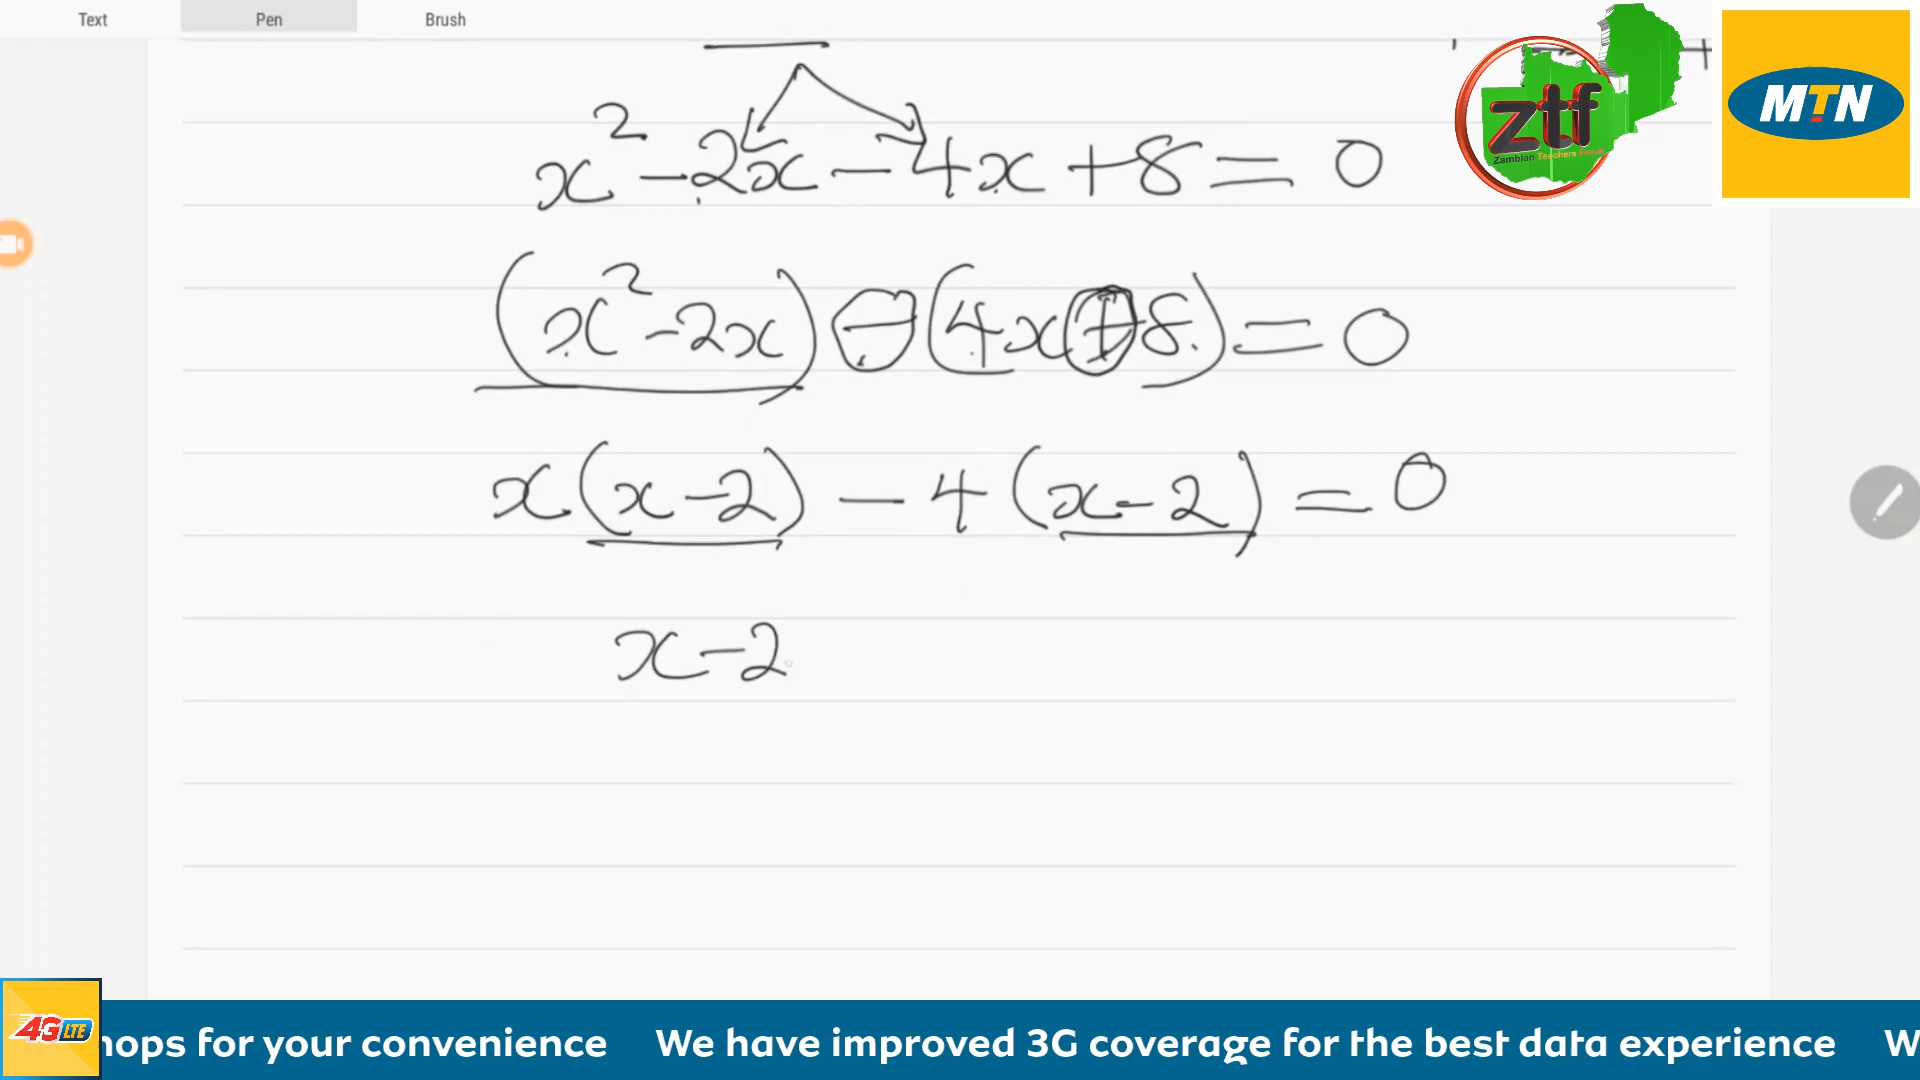 Text Pen Brush
ztf
Zambian Teachers Forum
MTN
x² - 2x - 4x + 8 = 0
(x² - 2x) - (4x + 8) = 0
x(x - 2) - 4(x - 2) = 0
x - 2
4G LTE
hops for your convenience We have improved 3G coverage for the best data experience W